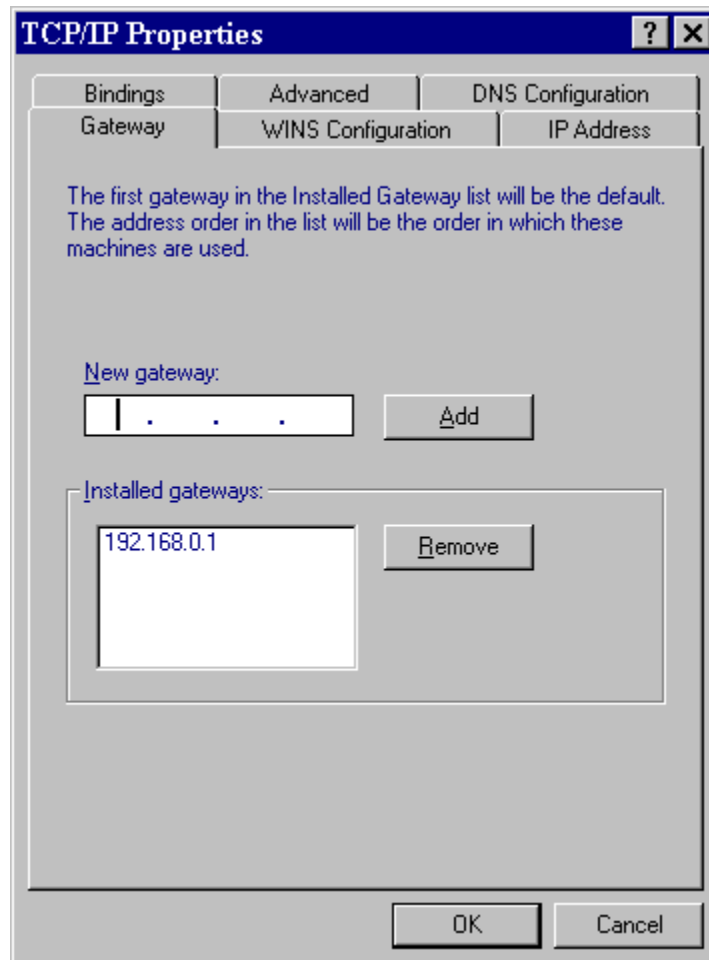 TCP/IP Properties
Bindings
Advanced
DNS Configuration
Gateway
WINS Configuration
IP Address
The first gateway in the Installed Gateway list will be the default.
The address order in the list will be the order in which these
machines are used.
New gateway:
. . .
Add
Installed gateways:
192.168.0.1
Remove
OK
Cancel